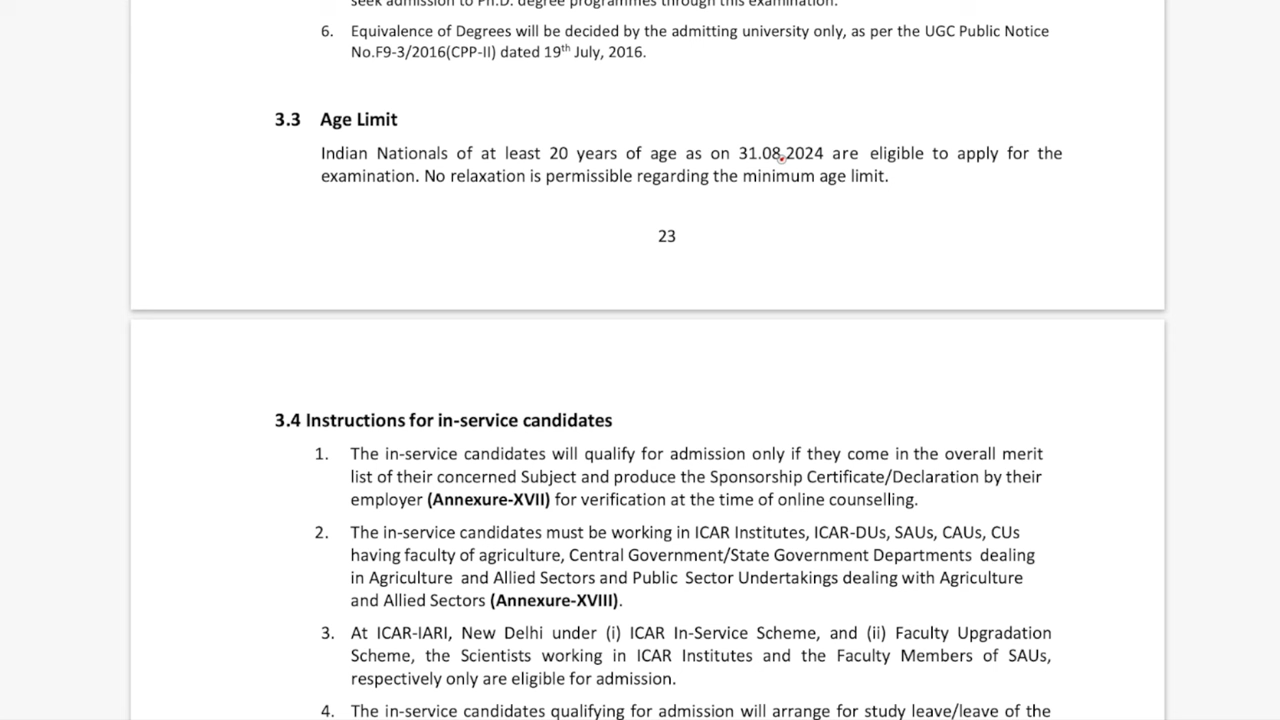 seek admission to Ph.D. degree programmes through this examination.
6. Equivalence of Degrees will be decided by the admitting university only, as per the UGC Public Notice
No.F9-3/2016(CPP-II) dated 19th July, 2016.
3.3 Age Limit
Indian Nationals of at least 20 years of age as on 31.08.2024 are eligible to apply for the
examination. No relaxation is permissible regarding the minimum age limit.
23
3.4 Instructions for in-service candidates
1. The in-service candidates will qualify for admission only if they come in the overall merit
list of their concerned Subject and produce the Sponsorship Certificate/Declaration by their
employer (Annexure-XVII) for verification at the time of online counselling.
2. The in-service candidates must be working in ICAR Institutes, ICAR-DUs, SAUs, CAUs, CUs
having faculty of agriculture, Central Government/State Government Departments dealing
in Agriculture and Allied Sectors and Public Sector Undertakings dealing with Agriculture
and Allied Sectors (Annexure-XVIII).
3. At ICAR-IARI, New Delhi under (i) ICAR In-Service Scheme, and (ii) Faculty Upgradation
Scheme, the Scientists working in ICAR Institutes and the Faculty Members of SAUs,
respectively only are eligible for admission.
4. The in-service candidates qualifying for admission will arrange for study leave/leave of the